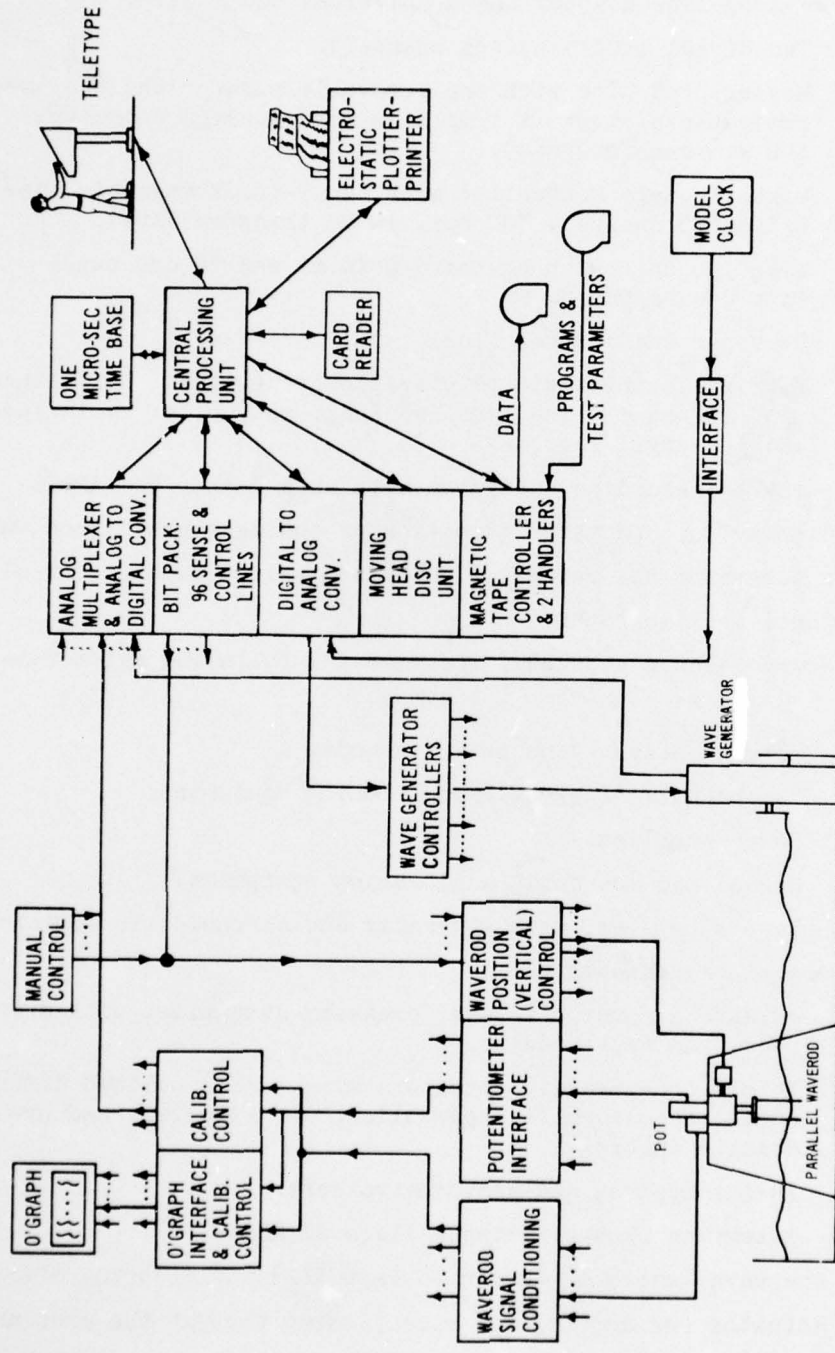 TELETYPE
ONE
MICRO-SEC
TIME BASE
CENTRAL
PROCESSING
UNIT
CARD
READER
ELECTRO-
STATIC
PLOTTER-
PRINTER
ANALOG
MULTIPLEXER
& ANALOG TO
DIGITAL CONV.
BIT PACK:
96 SENSE &
CONTROL
LINES
DIGITAL TO
ANALOG
CONV.
MOVING
HEAD
DISC
UNIT
MAGNETIC
TAPE
CONTROLLER
& 2 HANDLERS
DATA
PROGRAMS &
TEST PARAMETERS
MODEL
CLOCK
INTERFACE
MANUAL
CONTROL
WAVE GENERATOR
CONTROLLERS
WAVE
GENERATOR
O'GRAPH
O'GRAPH
INTERFACE
& CALIB.
CONTROL
CALIB.
CONTROL
WAVEROD
SIGNAL
CONDITIONING
POTENTIOMETER
INTERFACE
WAVEROD
POSITION
(VERTICAL)
CONTROL
POT
PARALLEL WAVEROD